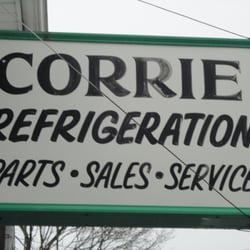 CORRIE
REFRIGERATION
PARTS • SALES • SERVICE